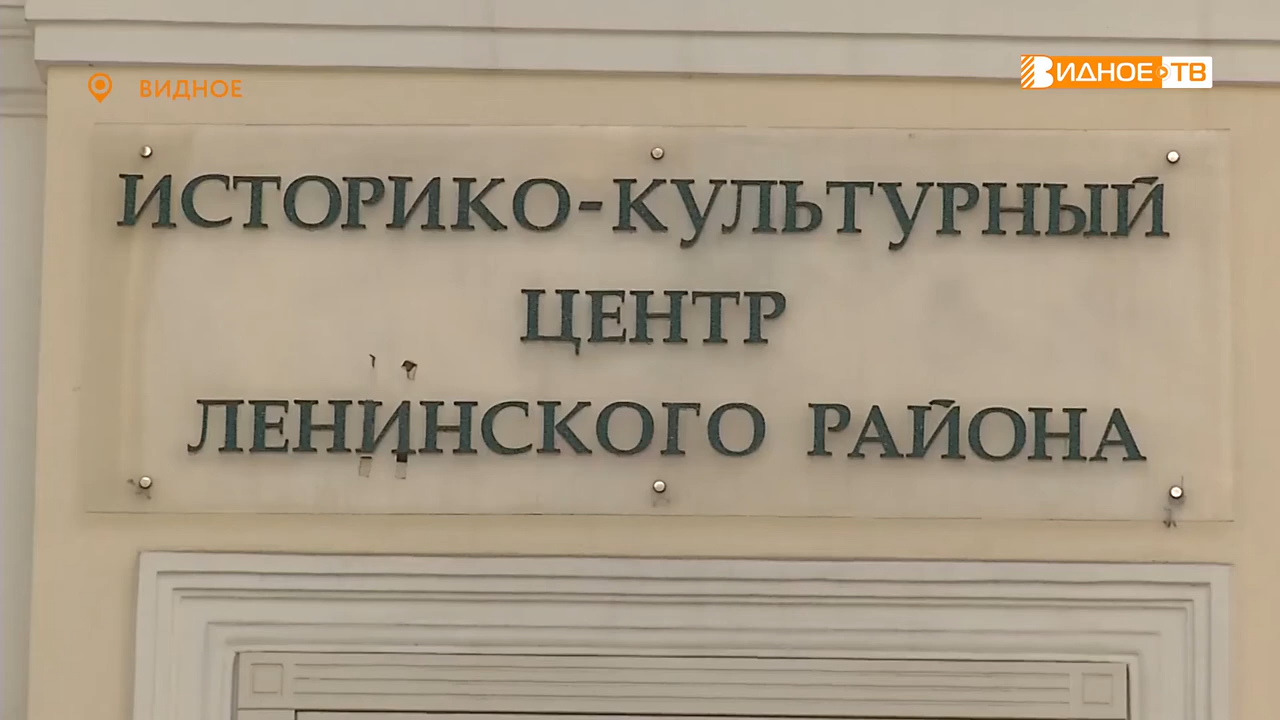 ВИДНОЕ
ВИДНОЕ ТВ
ИСТОРИКО-КУЛЬТУРНЫЙ
ЦЕНТР
ЛЕНИНСКОГО РАЙОНА